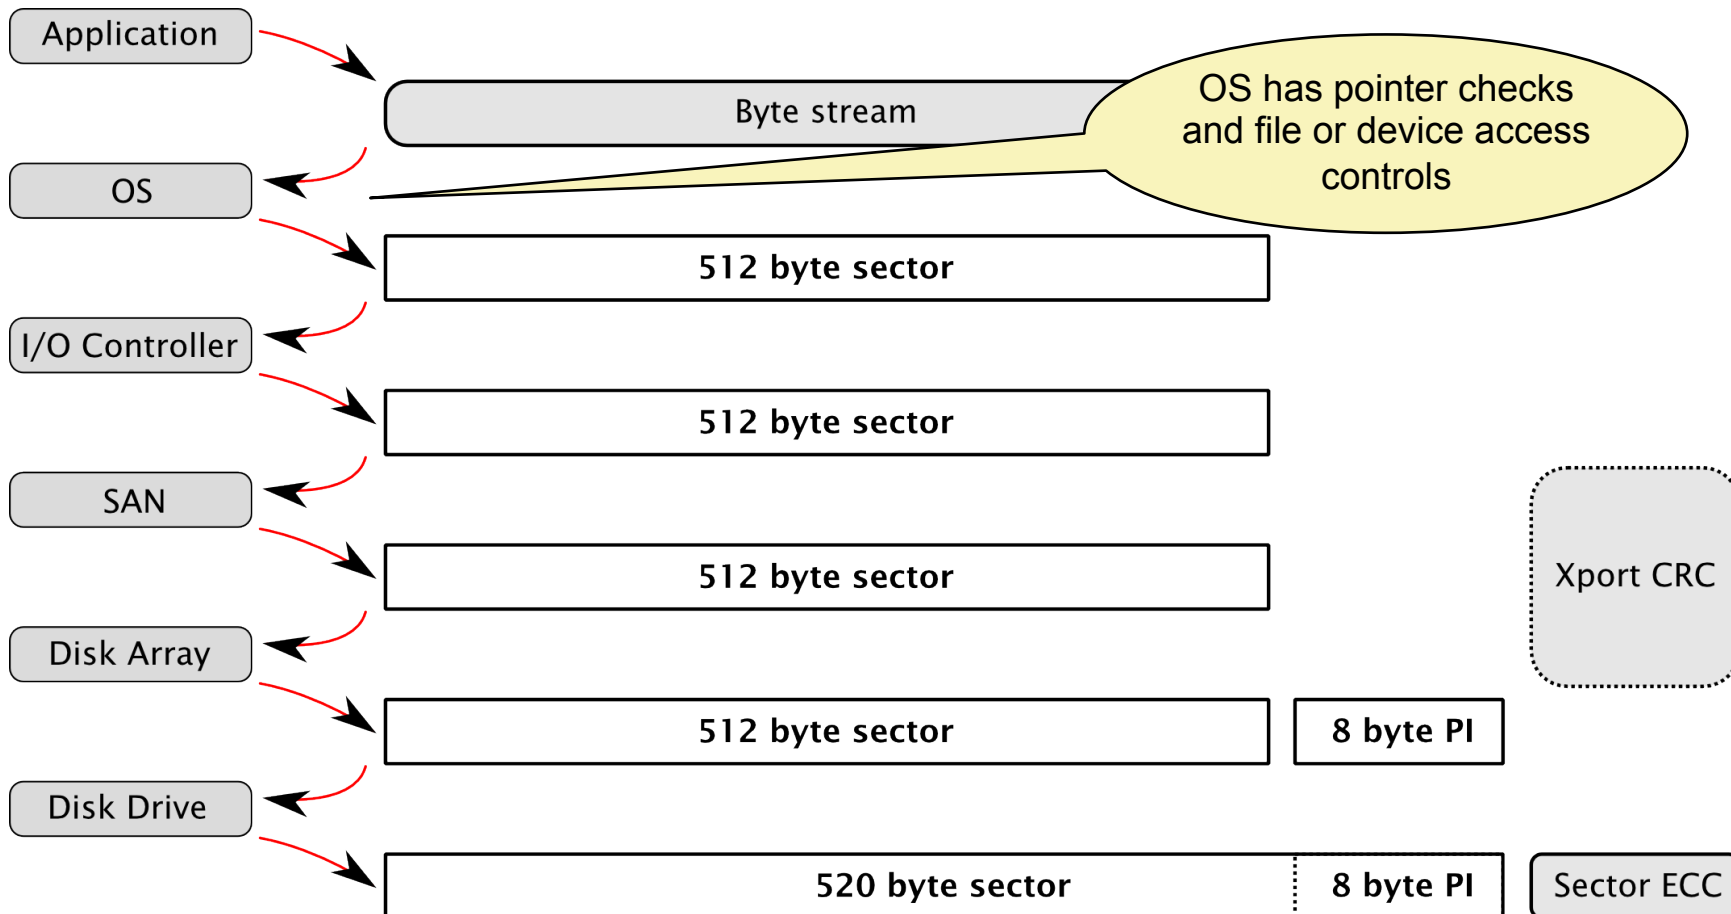 Application
Byte stream
OS has pointer checks
and file or device access
controls
OS
512 byte sector
I/O Controller
512 byte sector
SAN
512 byte sector
Xport CRC
Disk Array
512 byte sector
8 byte PI
Disk Drive
520 byte sector
8 byte PI
Sector ECC